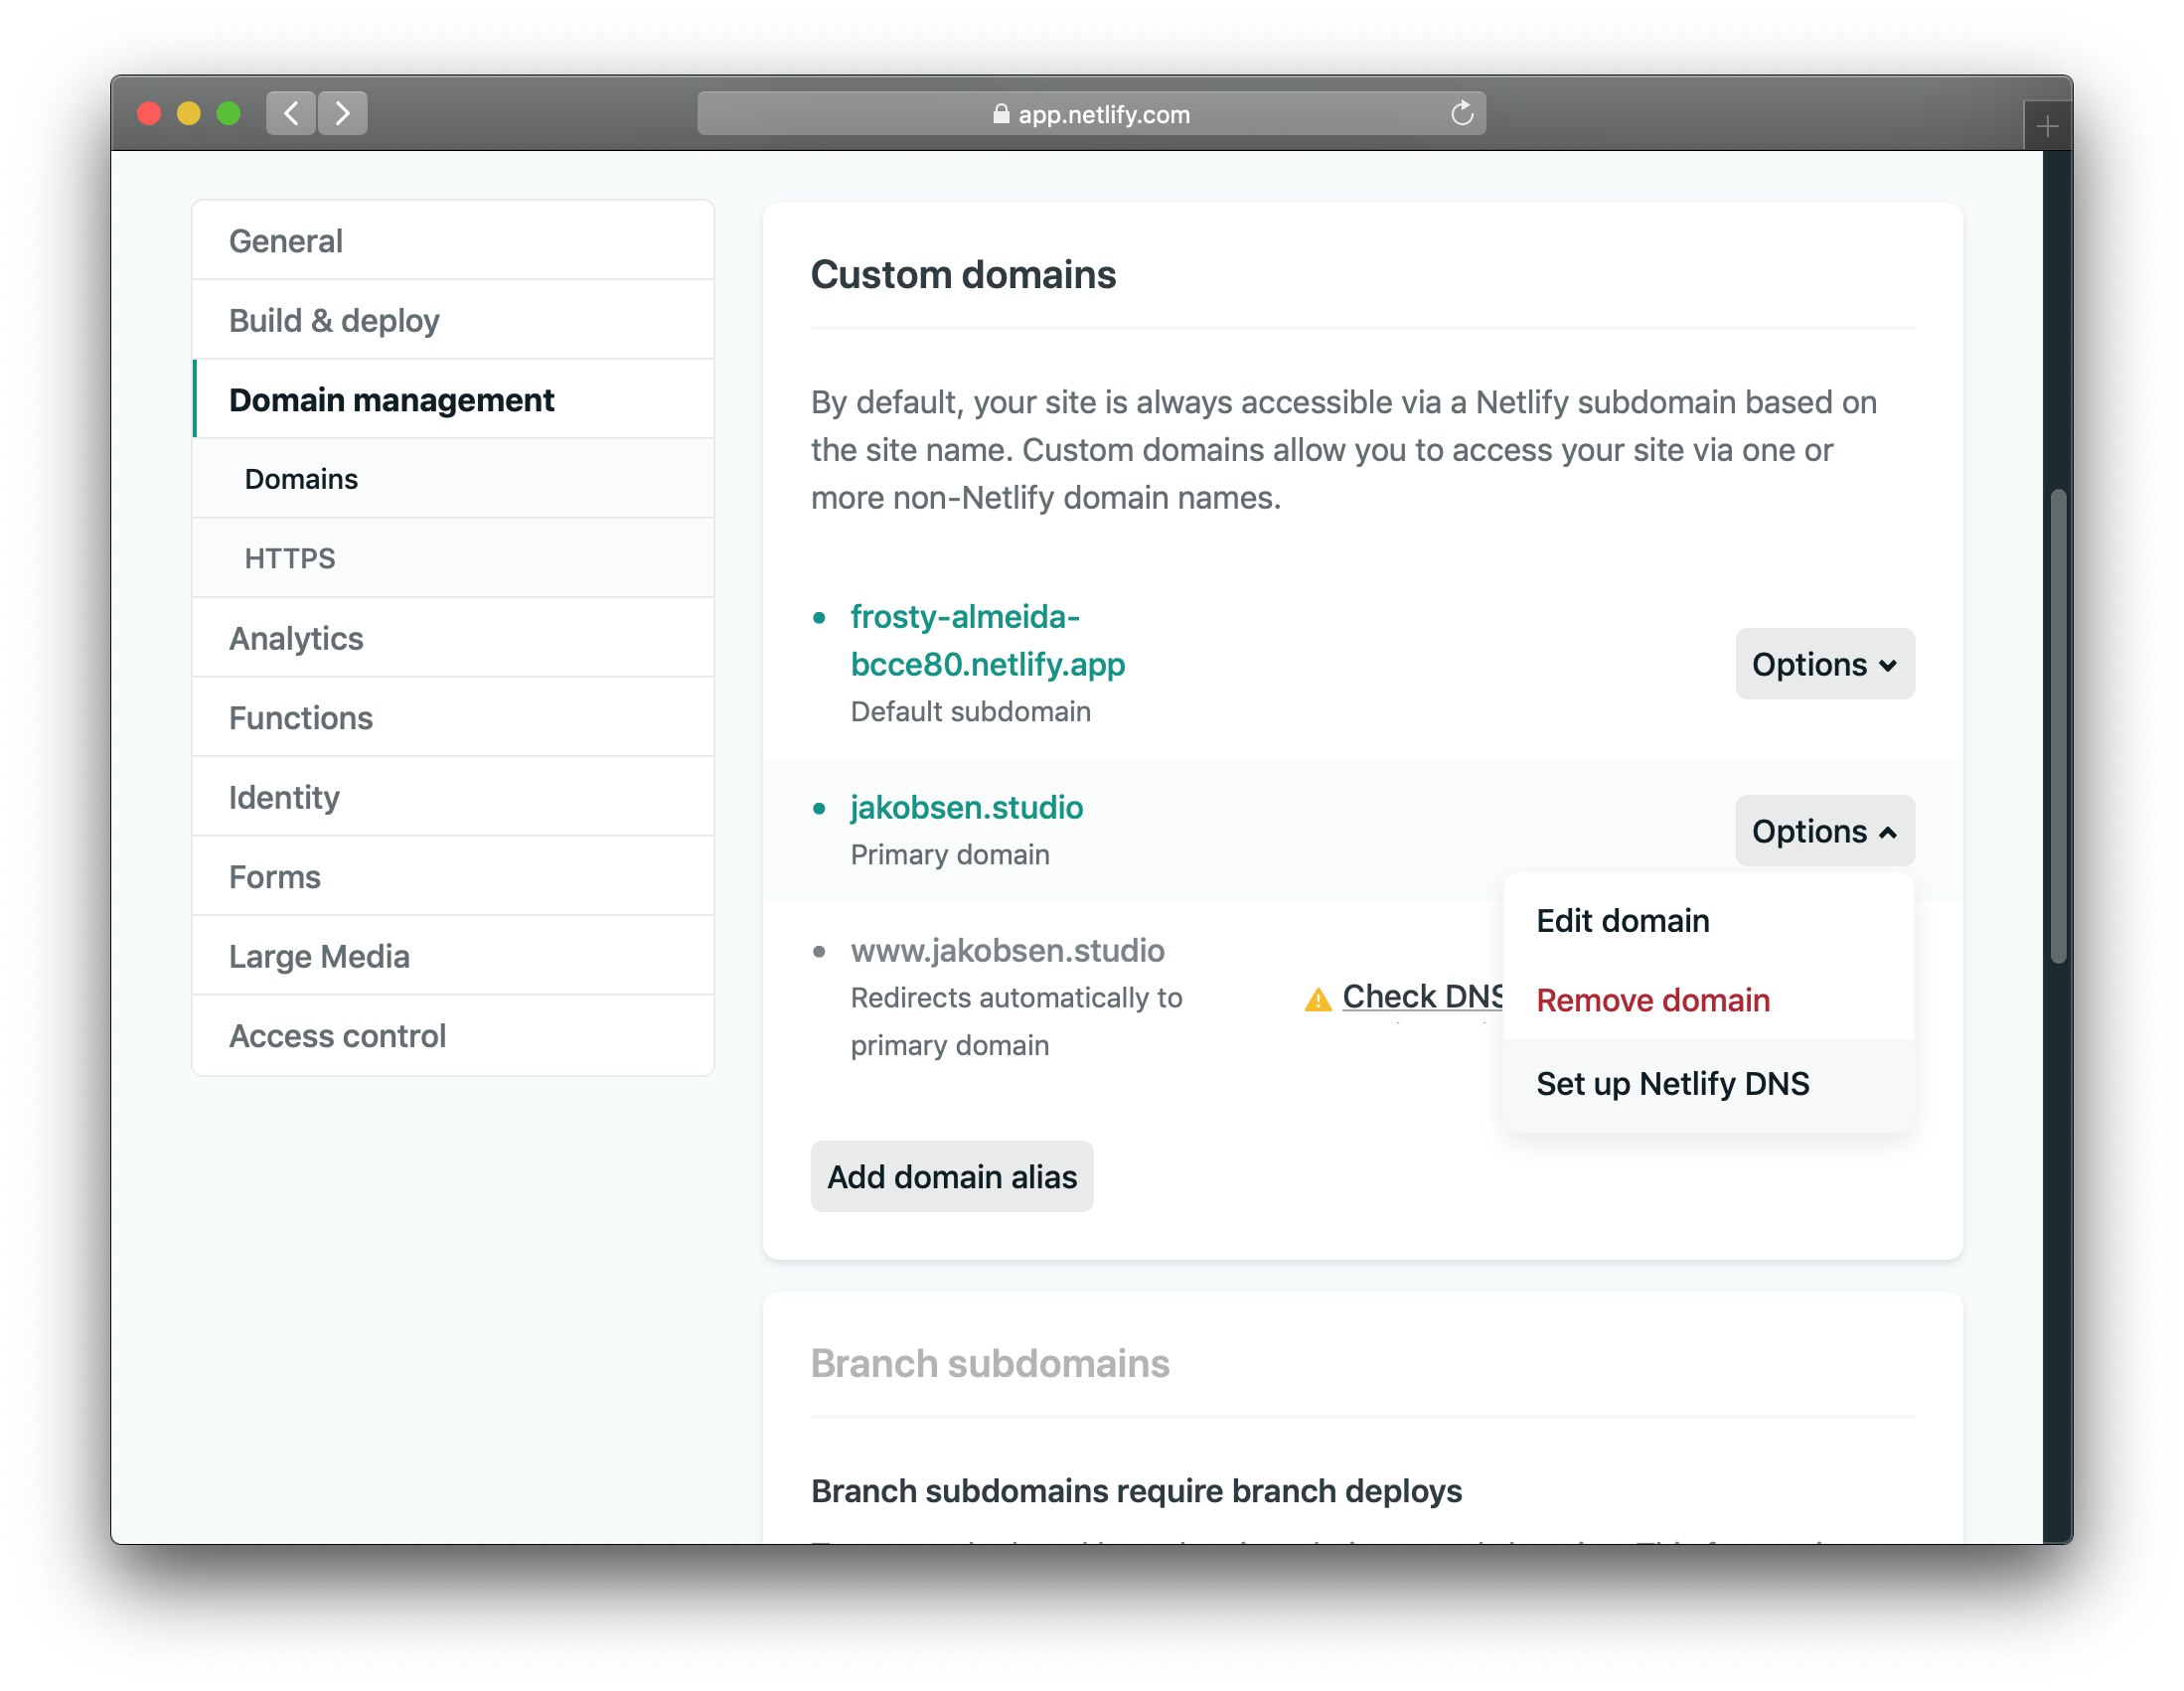 app.netlify.com
General
Build & deploy
Domain management
Domains
HTTPS
Analytics
Functions
Identity
Forms
Large Media
Access control
Custom domains
By default, your site is always accessible via a Netlify subdomain based on
the site name. Custom domains allow you to access your site via one or
more non-Netlify domain names.
frosty-almeida-
bcce80.netlify.app
Default subdomain
Options
jakobsen.studio
Primary domain
Options
Edit domain
Remove domain
Set up Netlify DNS
www.jakobsen.studio
Redirects automatically to
primary domain
Check DNS
Add domain alias
Branch subdomains
Branch subdomains require branch deploys